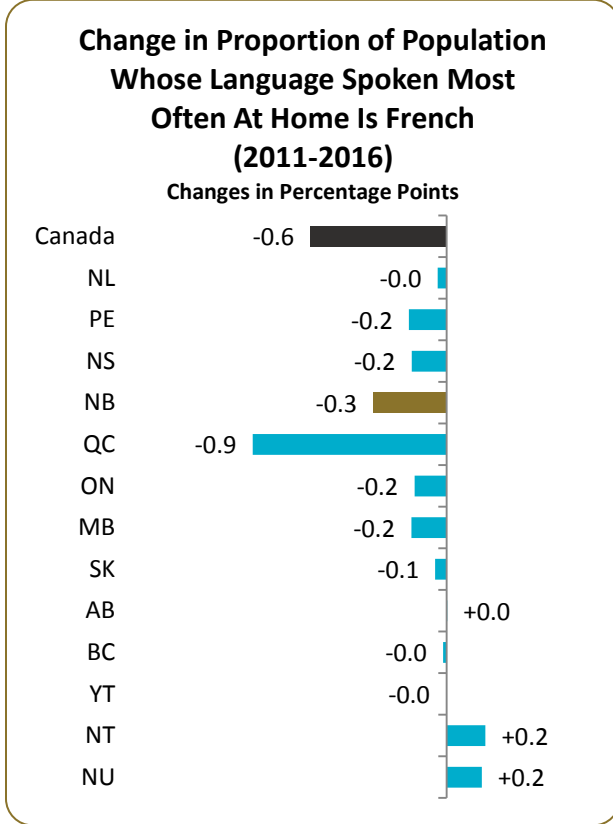 Change in Proportion of Population
Whose Language Spoken Most
Often At Home Is French
(2011-2016)
Changes in Percentage Points
Canada -0.6
NL -0.0
PE -0.2
NS -0.2
NB -0.3
QC -0.9
ON -0.2
MB -0.2
SK -0.1
AB +0.0
BC -0.0
YT -0.0
NT +0.2
NU +0.2